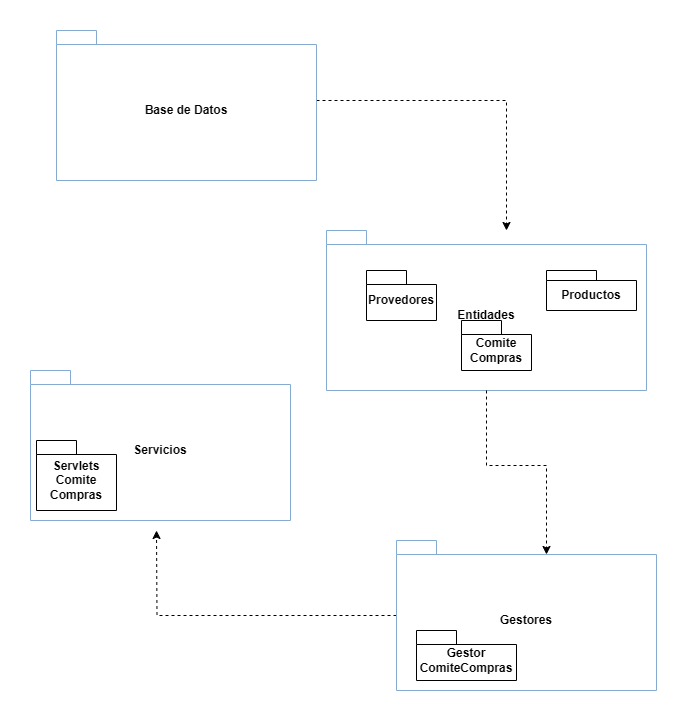 Base de Datos
Provedores
Productos
Entidades
Comite
Compras
Servicios
Servlets
Comite
Compras
Gestores
Gestor
ComiteCompras